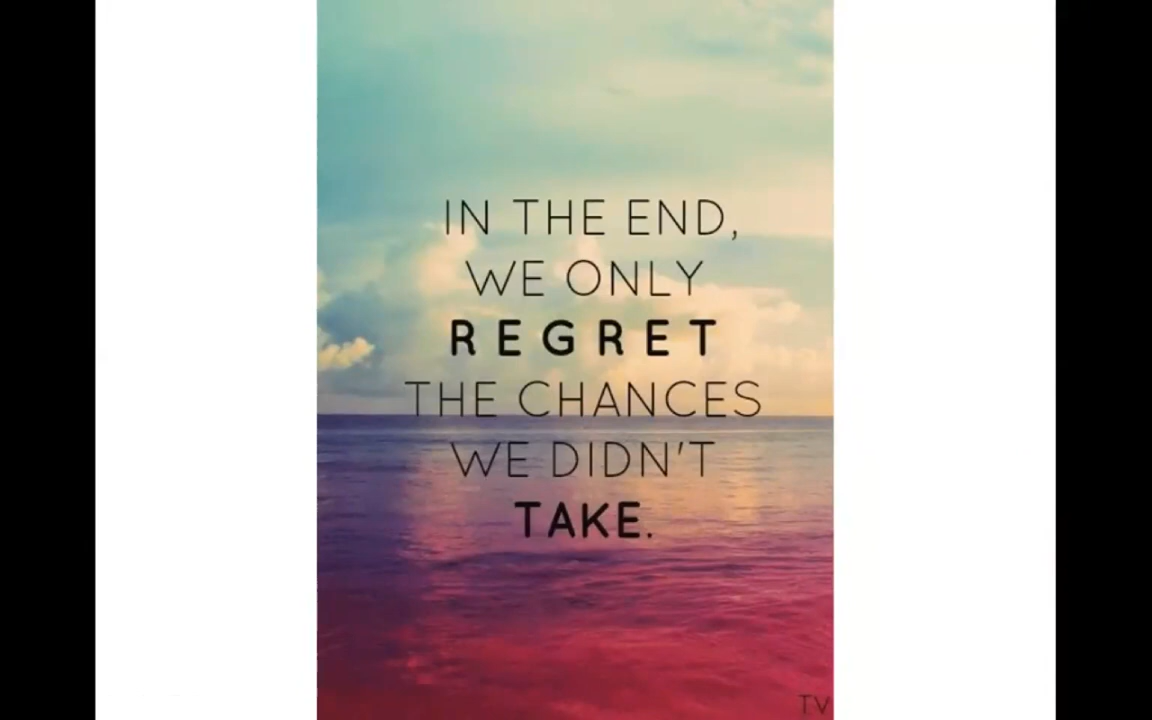 IN THE END,
WE ONLY
REGRET
THE CHANCES
WE DIDN'T
TAKE.
TV